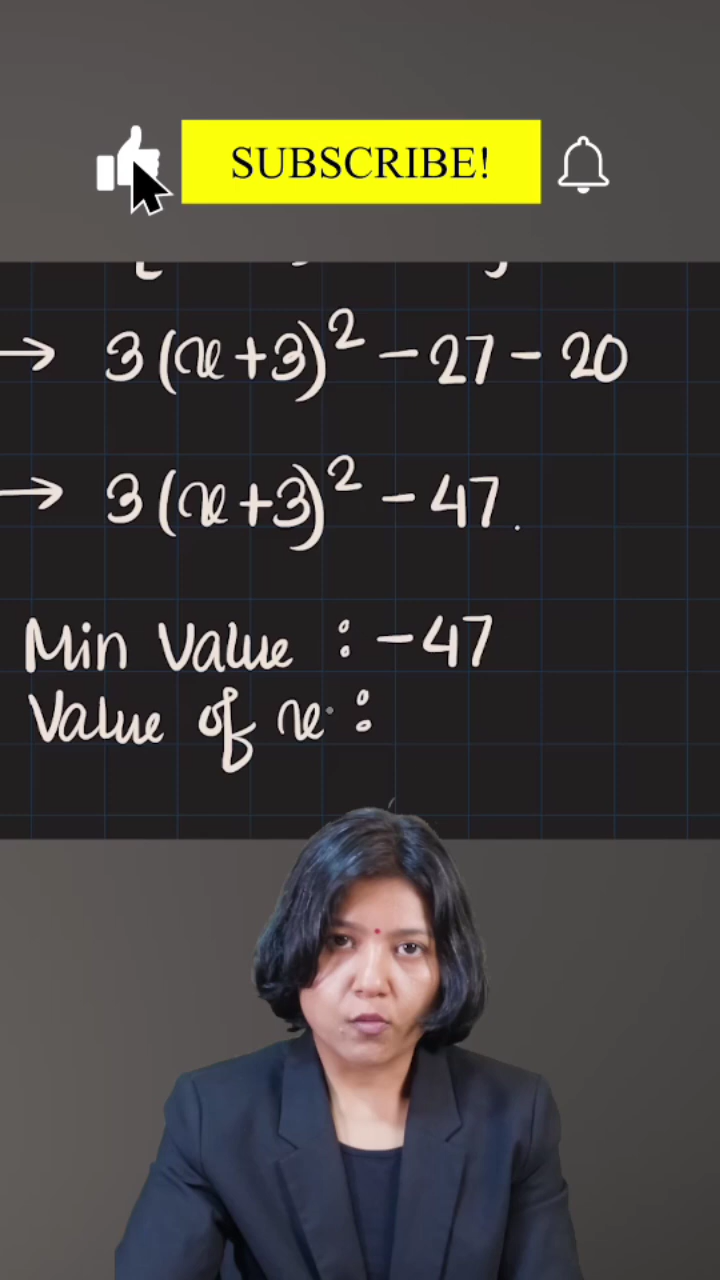 SUBSCRIBE!
→ 3(x+3)² - 27 - 20
→ 3(x+3)² - 47.
Min Value : -47
Value of x :